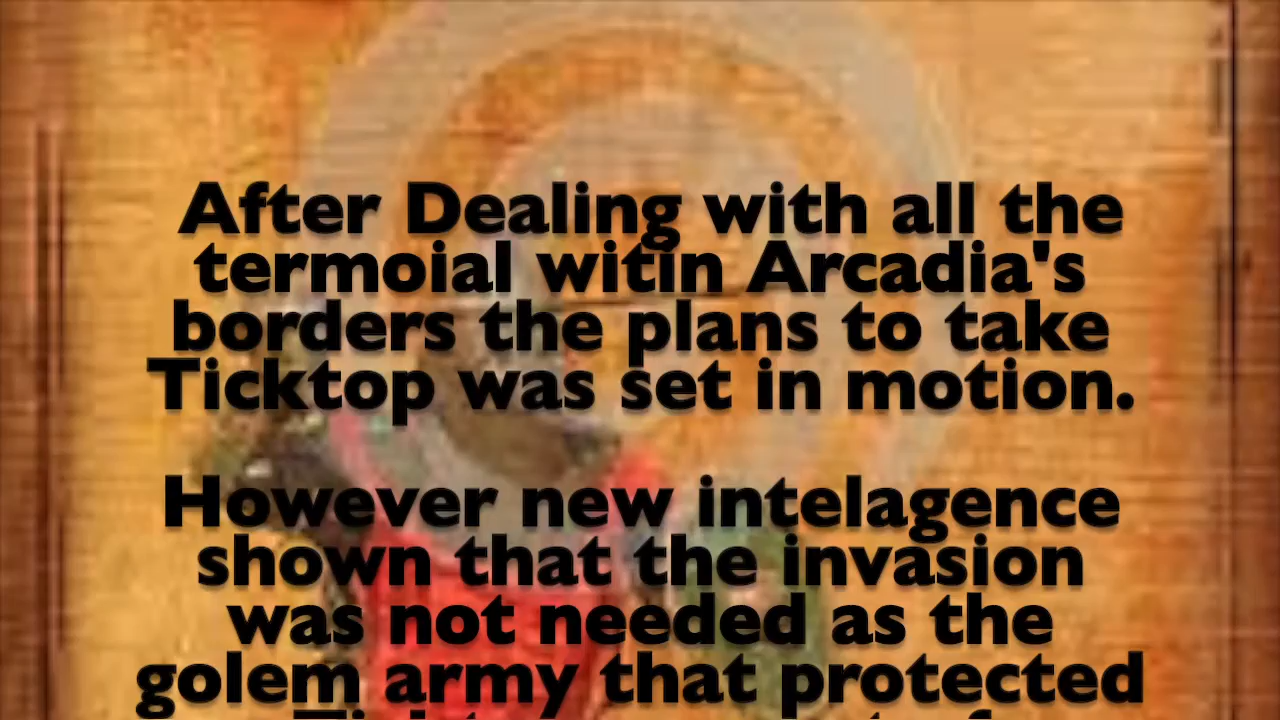 After Dealing with all the
termoial witin Arcadia's
borders the plans to take
Ticktop was set in motion.
However new intelagence
shown that the invasion
was not needed as the
golem army that protected